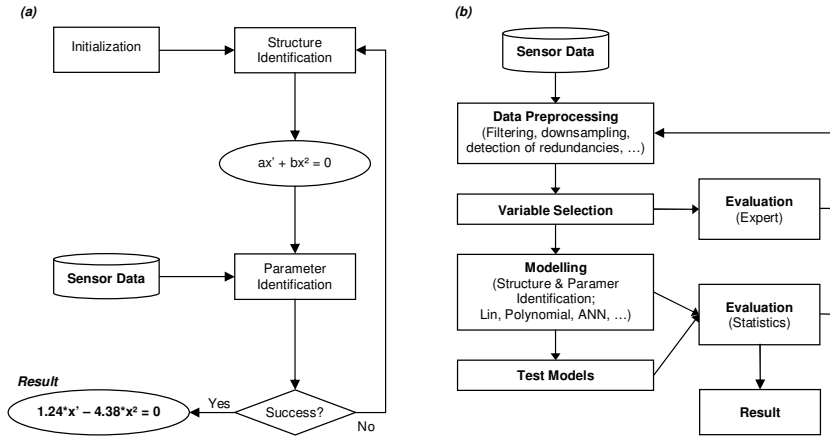 (a)
Initialization
Structure
Identification
ax' + bx² = 0
Sensor Data
Parameter
Identification
Result
1.24*x' – 4.38*x² = 0
Yes
Success?
No
(b)
Sensor Data
Data Preprocessing
(Filtering, downsampling,
detection of redundancies, …)
Variable Selection
Evaluation
(Expert)
Modelling
(Structure & Paramer
Identification;
Lin, Polynomial, ANN, …)
Evaluation
(Statistics)
Test Models
Result